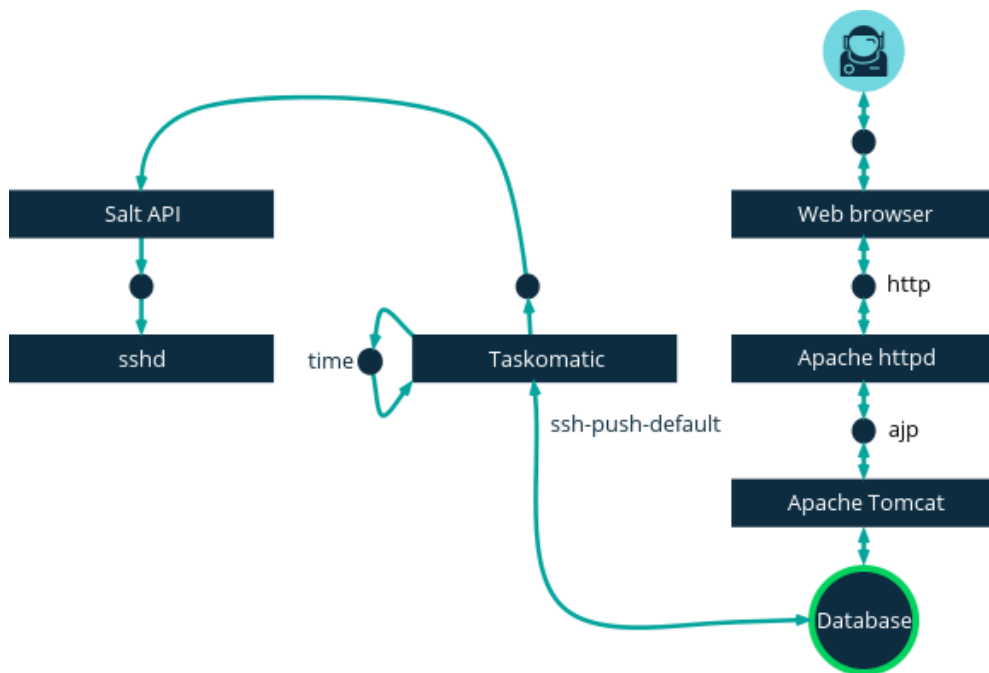 Salt API
Web browser
http
sshd
time
Taskomatic
Apache httpd
ssh-push-default
ajp
Apache Tomcat
Database